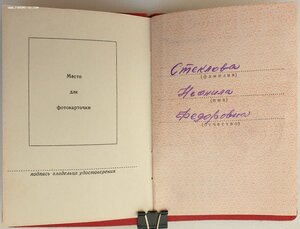 Место
для
фотокарточки
подпись владельца удостоверения
Стеклова
(фамилия)
Неонила
(имя)
Федоровна
(отчество)